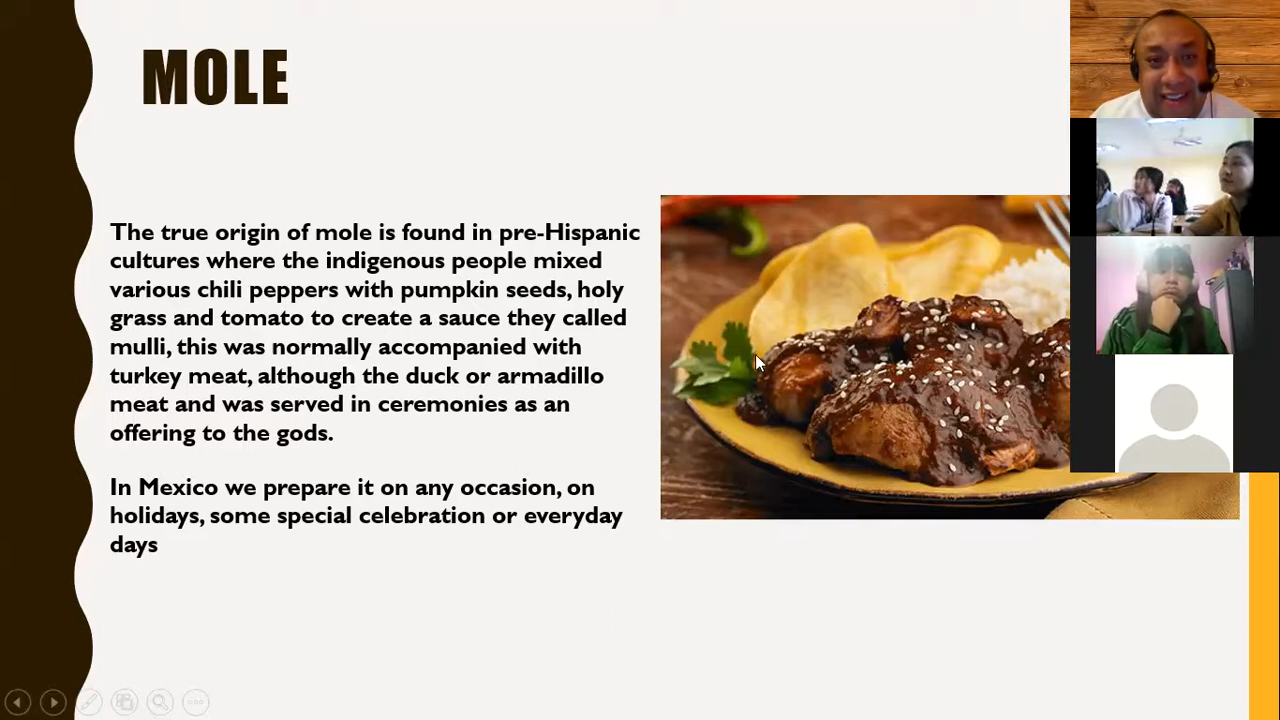 MOLE
The true origin of mole is found in pre-Hispanic
cultures where the indigenous people mixed
various chili peppers with pumpkin seeds, holy
grass and tomato to create a sauce they called
mulli, this was normally accompanied with
turkey meat, although the duck or armadillo
meat and was served in ceremonies as an
offering to the gods.
In Mexico we prepare it on any occasion, on
holidays, some special celebration or everyday
days